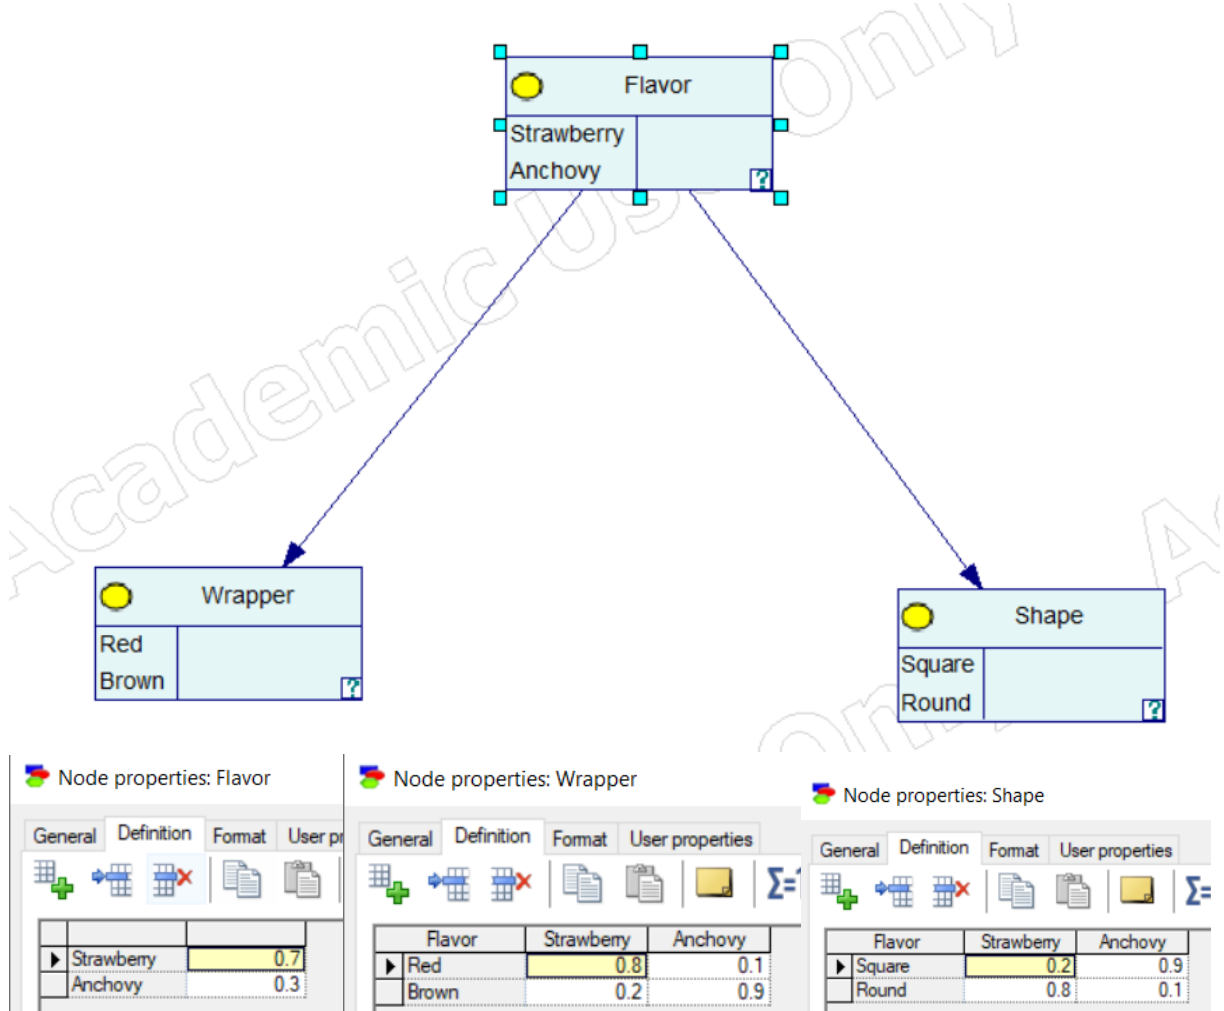 Academic Use Only
Flavor
Strawberry
Anchovy
?
Wrapper
Red
Brown
?
Shape
Square
Round
?
Node properties: Flavor
General Definition Format User pr
Strawberry 0.7
Anchovy 0.3
Node properties: Wrapper
General Definition Format User properties
Σ=1
Flavor Strawberry Anchovy
Red 0.8 0.1
Brown 0.2 0.9
Node properties: Shape
General Definition Format User properties
Σ=
Flavor Strawberry Anchovy
Square 0.2 0.9
Round 0.8 0.1